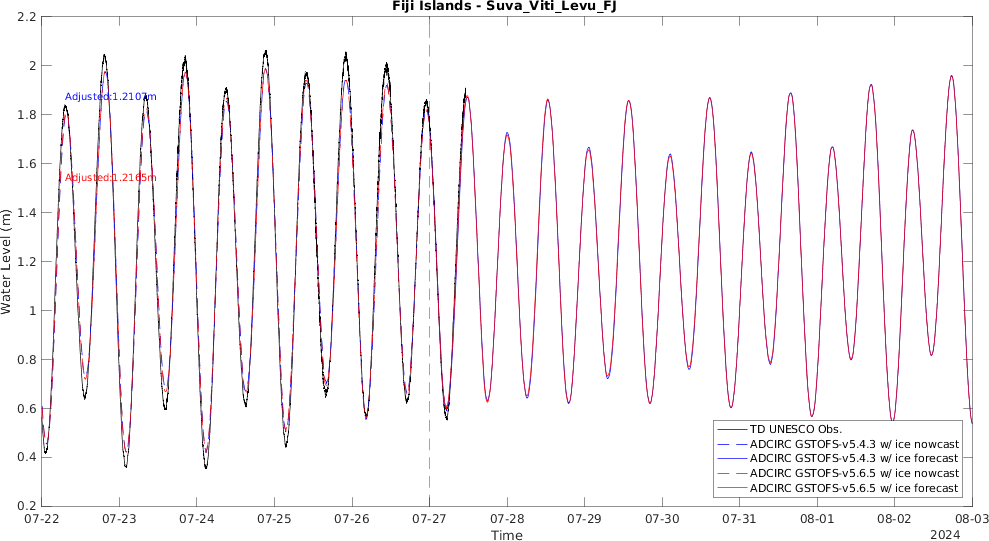 Fiji Islands - Suva_Viti_Levu_FJ
2.2
2
1.8
1.6
1.4
1.2
1
0.8
0.6
0.4
0.2
Water Level (m)
Adjusted:1.2107m
Adjusted:1.2165m
TD UNESCO Obs.
ADCIRC GSTOFS-v5.4.3 w/ ice nowcast
ADCIRC GSTOFS-v5.4.3 w/ ice forecast
ADCIRC GSTOFS-v5.6.5 w/ ice nowcast
ADCIRC GSTOFS-v5.6.5 w/ ice forecast
07-22 07-23 07-24 07-25 07-26 07-27 07-28 07-29 07-30 07-31 08-01 08-02 08-03
Time
2024